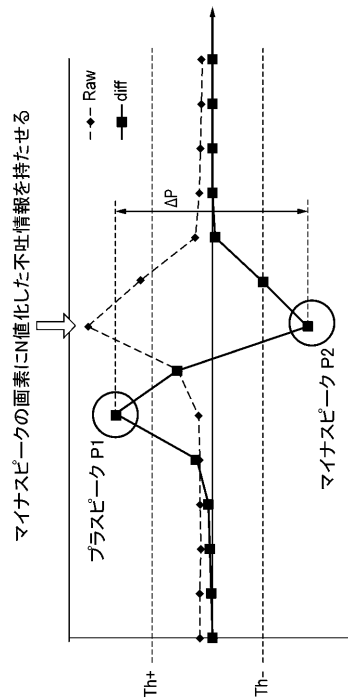 マイナスピークの画素にN値化した不吐情報を持たせる
プラスピーク P1
Raw
diff
ΔP
Th+
Th-
マイナスピーク P2